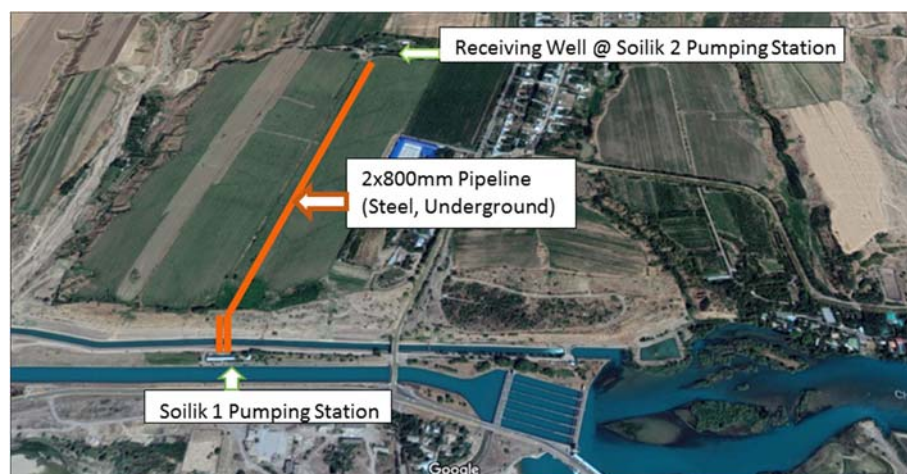 Receiving Well @ Soilik 2 Pumping Station
2x800mm Pipeline
(Steel, Underground)
Soilik 1 Pumping Station
Google